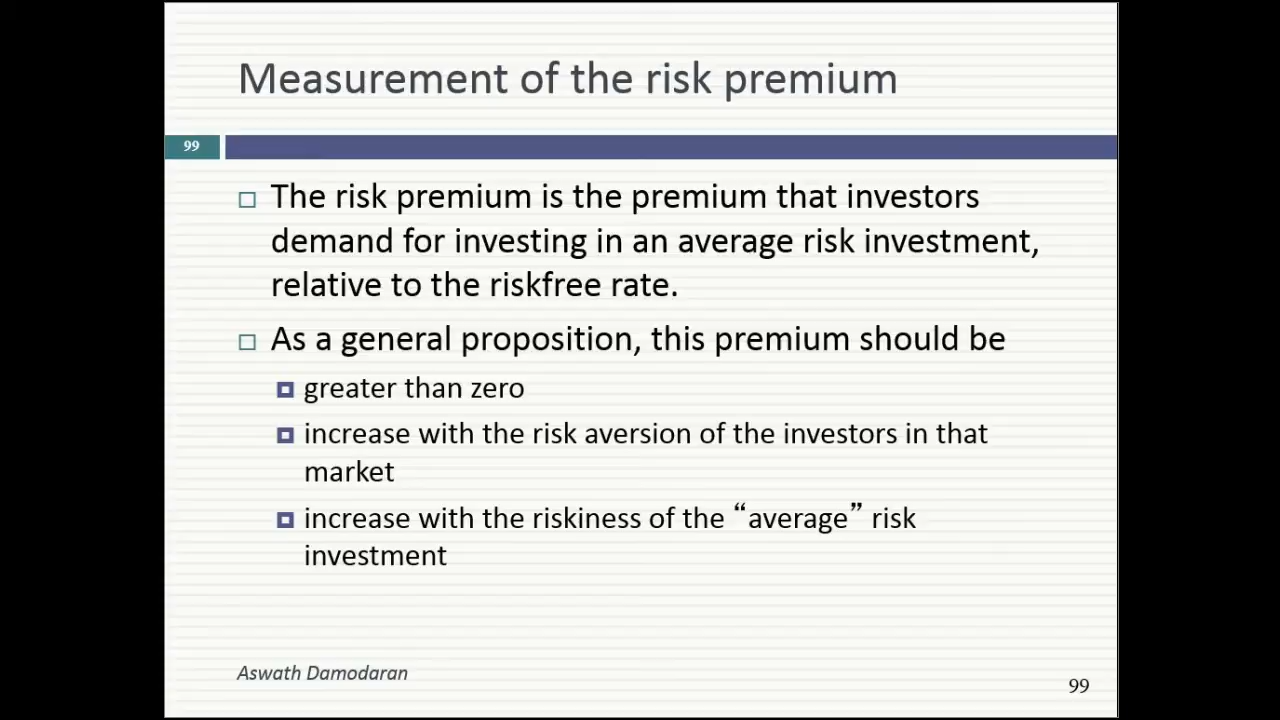 Measurement of the risk premium
99
The risk premium is the premium that investors
demand for investing in an average risk investment,
relative to the riskfree rate.
As a general proposition, this premium should be
greater than zero
increase with the risk aversion of the investors in that
market
increase with the riskiness of the “average” risk
investment
Aswath Damodaran
99